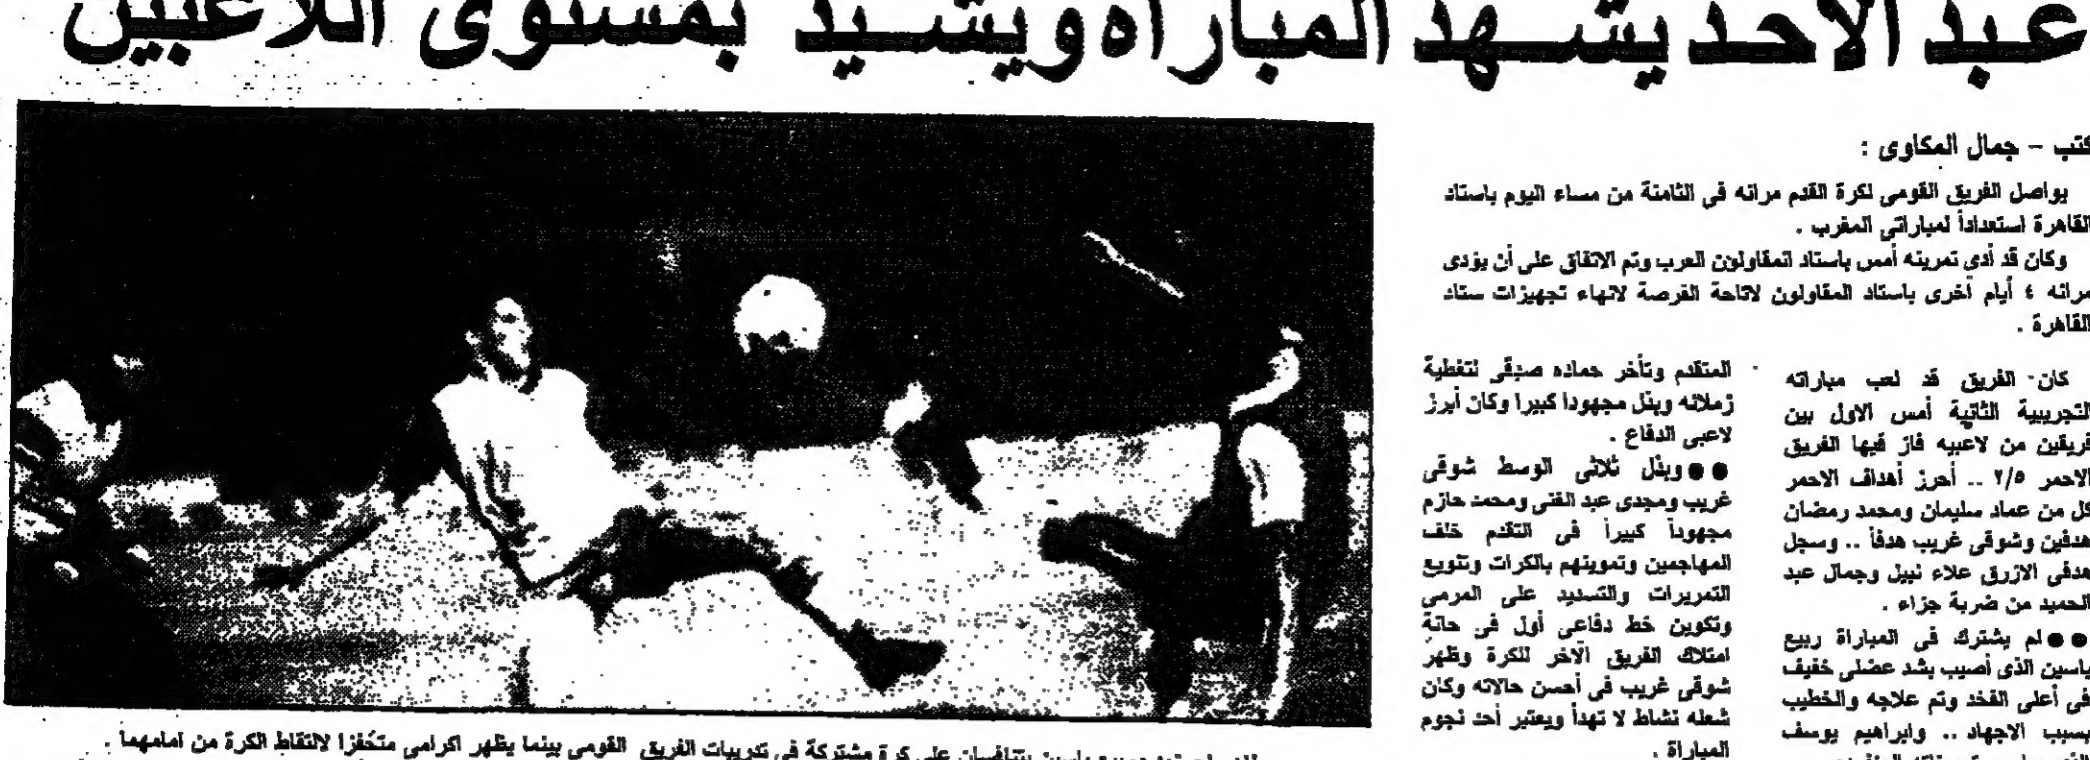 عبد الاحد يشهد المباراه ويشيد بمستوى اللاعبين
كتب - جمال المكاوى :
يواصل الفريق القومى لكرة القدم مرانه فى الثامنة من مساء اليوم باستاد
القاهرة استعداداً لمباراتى المغرب .
وكان قد أدى تمرينه أمس باستاد المقاولون العرب وتم الاتفاق على أن يؤدى
مرانه ٤ أيام أخرى باستاد المقاولون لاتاحة الفرصة لانهاء تجهيزات ستاد
القاهرة .
كان الفريق قد لعب مباراته
التجريبية الثانية أمس الاول بين
فريقين من لاعبيه فاز فيها الفريق
الاحمر ٢/٥ .. أحرز أهداف الاحمر
كل من عماد سليمان ومحمد رمضان
هدفين وشوقى غريب هدفاً .. وسجل
هدفى الازرق علاء نبيل وجمال عبد
الحميد من ضربة جزاء .
●● لم يشترك فى المباراة ربيع
ياسين الذى أصيب بشد عضلى خفيف
فى أعلى الفخد وتم علاجه والخطيب
بسبب الاجهاد .. وابراهيم يوسف
المتقدم وتأخر حماده صدقى لتغطية
زملائه وبذل مجهودا كبيرا وكان أبرز
لاعبى الدفاع .
●● وبذل ثلاثى الوسط شوقى
غريب ومجدى عبد الغنى ومحمد حازم
مجهوداً كبيراً فى التقدم خلف
المهاجمين وتموينهم بالكرات وتنويع
التمريرات والتسديد على المرمى
وتكوين خط دفاعى أول فى حالة
امتلاك الفريق الاخر للكرة وظهر
شوقى غريب فى أحسن حالاته وكان
شعله نشاط لا تهدأ ويعتبر أحد نجوم
المباراة .
ياسين يتنافسان على كرة مشتركة فى تدريبات الفريق القومى بينما يظهر اكرامى متحفزا لالتقاط الكرة من امامهما .